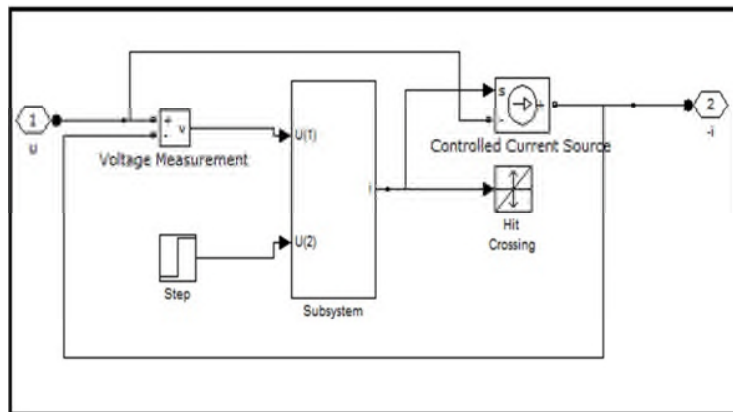 1
u
+
-
v
Voltage Measurement
Step
U(1)
U(2)
i
Subsystem
s
-
+
Controlled Current Source
Hit
Crossing
2
-i